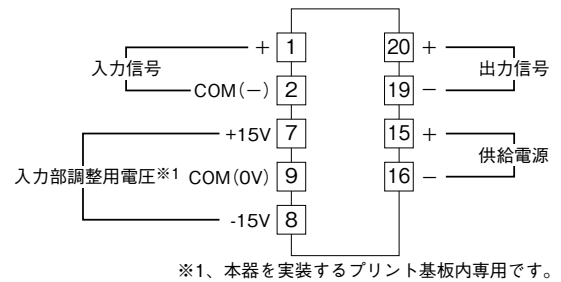 入力信号
+ 1
COM(−) 2
+15V 7
入力部調整用電圧※1 COM(0V) 9
-15V 8
20 +
出力信号
19 −
15 +
供給電源
16 −
※1、本器を実装するプリント基板内専用です。